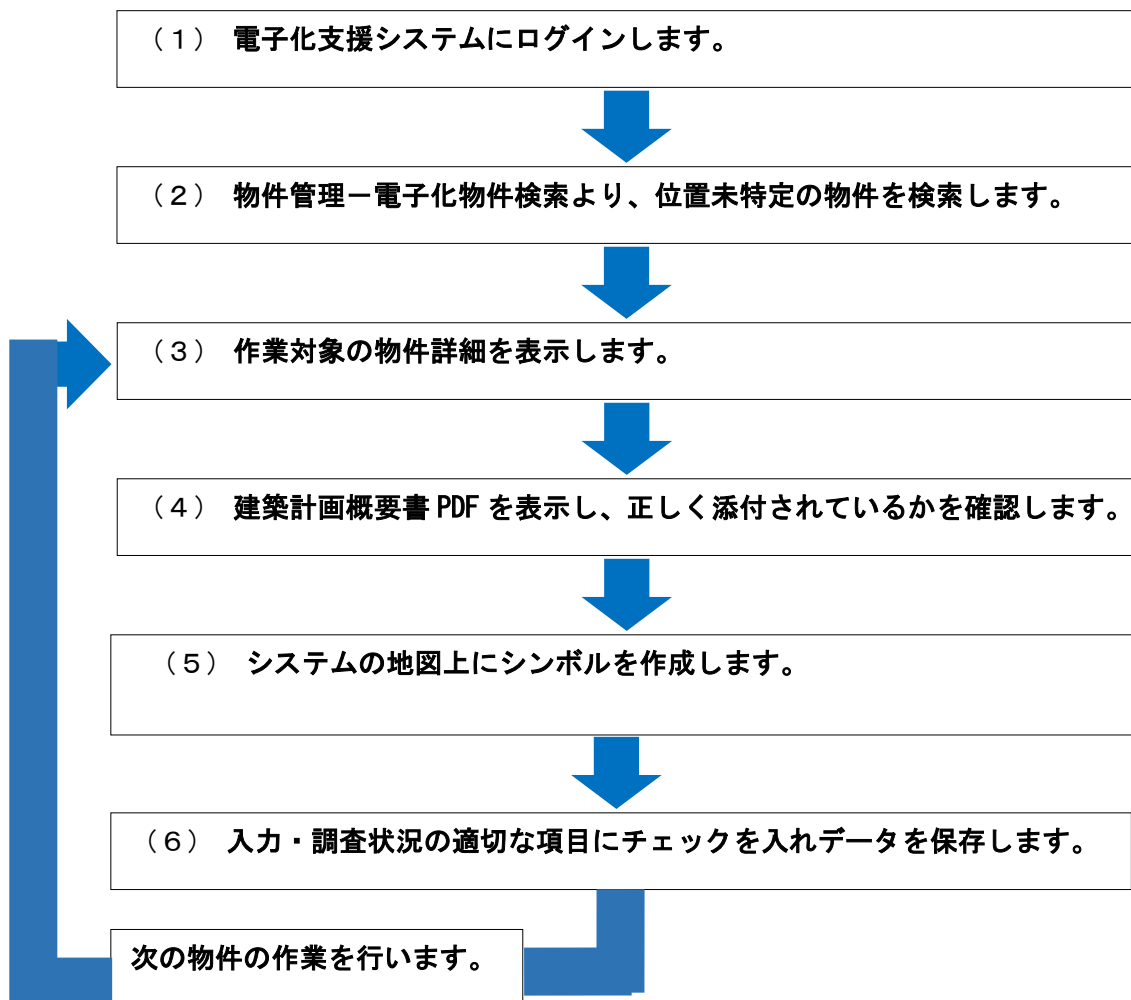 （１） 電子化支援システムにログインします。
（２） 物件管理－電子化物件検索より、位置未特定の物件を検索します。
（３） 作業対象の物件詳細を表示します。
（４） 建築計画概要書 PDF を表示し、正しく添付されているかを確認します。
（５） システムの地図上にシンボルを作成します。
（６） 入力・調査状況の適切な項目にチェックを入れデータを保存します。
次の物件の作業を行います。